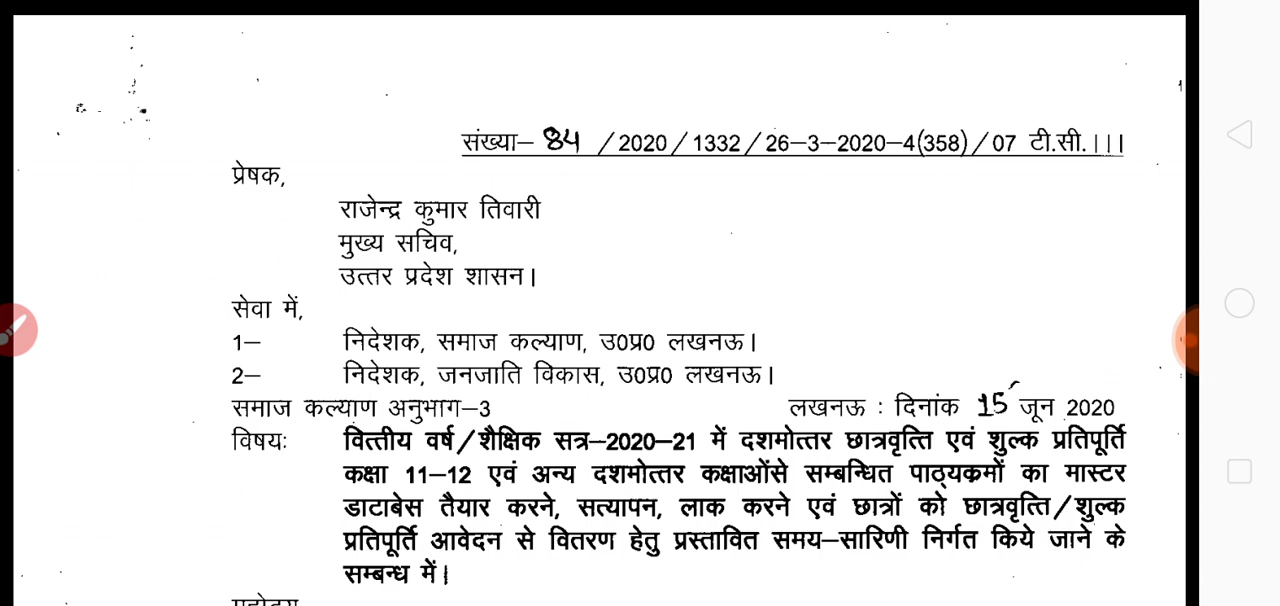 संख्या– 84 /2020/1332/26–3–2020–4(358)/07 टी.सी.।।।
प्रेषक,
राजेन्द्र कुमार तिवारी
मुख्य सचिव,
उत्तर प्रदेश शासन।
सेवा में,
1– निदेशक, समाज कल्याण, उ0प्र0 लखनऊ।
2– निदेशक, जनजाति विकास, उ0प्र0 लखनऊ।
समाज कल्याण अनुभाग–3 लखनऊ : दिनांक 15 जून 2020
विषयः वित्तीय वर्ष/शैक्षिक सत्र–2020–21 में दशमोत्तर छात्रवृत्ति एवं शुल्क प्रतिपूर्ति
कक्षा 11–12 एवं अन्य दशमोत्तर कक्षाओंसे सम्बन्धित पाठ्यकमों का मास्टर
डाटाबेस तैयार करने, सत्यापन, लाक करने एवं छात्रों को छात्रवृत्ति/शुल्क
प्रतिपूर्ति आवेदन से वितरण हेतु प्रस्तावित समय–सारिणी निर्गत किये जाने के
सम्बन्ध में।